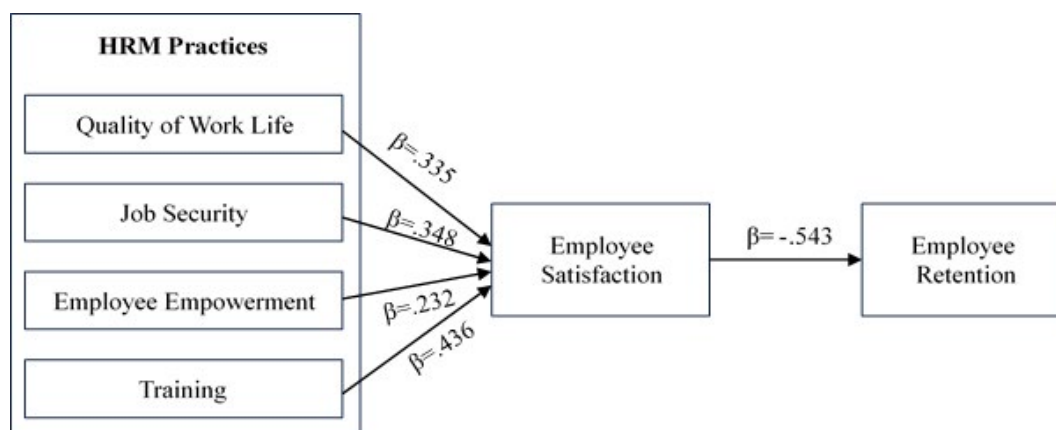 HRM Practices
Quality of Work Life
Job Security
Employee Empowerment
Training
β=.335
β=.348
β=.232
β=.436
Employee
Satisfaction
β= -.543
Employee
Retention